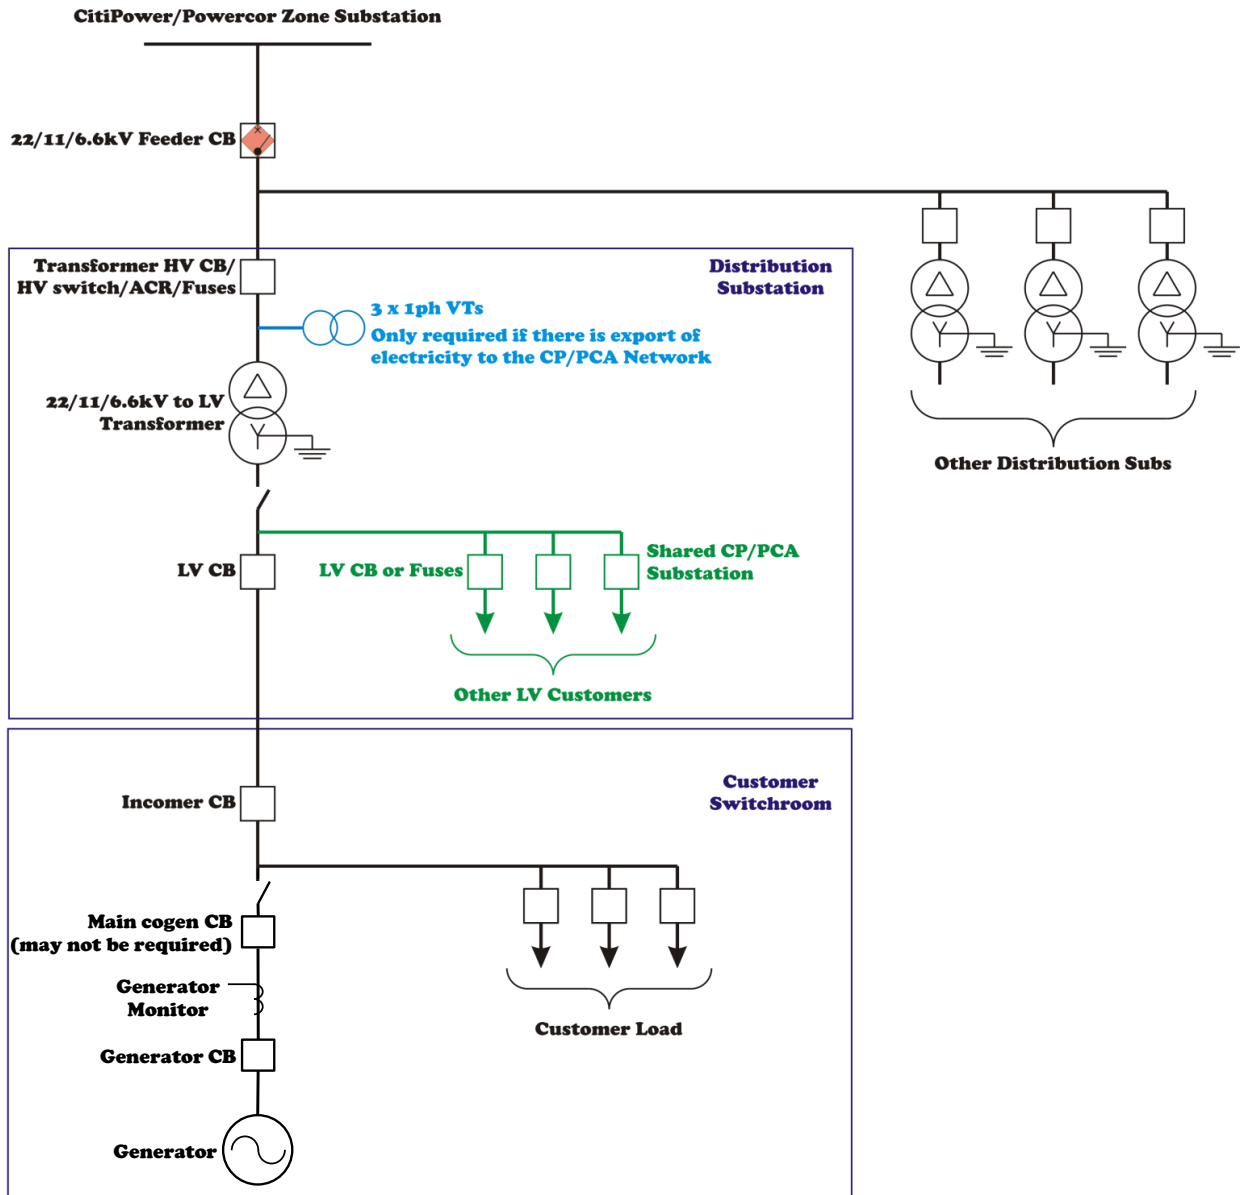 CitiPower/Powercor Zone Substation
22/11/6.6kV Feeder CB
Transformer HV CB/
HV switch/ACR/Fuses
Distribution
Substation
3 x 1ph VTs
Only required if there is export of
electricity to the CP/PCA Network
22/11/6.6kV to LV
Transformer
Other Distribution Subs
LV CB
LV CB or Fuses
Shared CP/PCA
Substation
Other LV Customers
Customer
Switchroom
Incomer CB
Main cogen CB
(may not be required)
Generator
Monitor
Customer Load
Generator CB
Generator